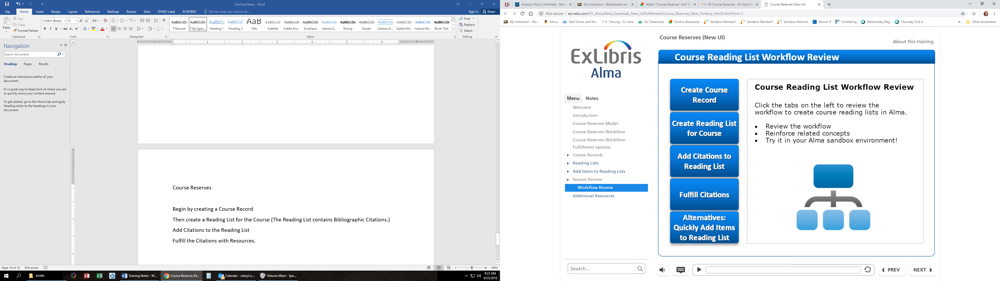 Training Notes - Word
File Home Insert Design Layout References Mailings Review View DYMO Label ACROBAT Tell me what you want to do... Sign in Share
Paste
Cut
Copy
Format Painter
Clipboard
Calibri (Body) 12
Font
Paragraph
¶ Normal ¶ No Spac... Heading 1 Heading 2 Title Subtitle Subtle Em... Emphasis Intense E... Strong Quote Intense Q... Subtle Ref... Intense Re... Book Title
Styles
Find
Replace
Select
Editing
Navigation
Search document
Headings Pages Results
Create an interactive outline of your
document.
It's a great way to keep track of where you are
or quickly move your content around.
To get started, go to the Home tab and apply
Heading styles to the headings in your
document.
Course Reserves
Begin by creating a Course Record
Then create a Reading List for the Course (The Reading List contains Bibliographic Citations.)
Add Citations to the Reading List
Fulfill the Citations with Resources.
Page 10 of 10 856 words
140%
ALMA
Training Notes - W...
Course Reserves (N...
Calendar - cheryl.cr...
Volume Mixer - Spe...
9:23 AM
9/25/2018
Amazon Music Unlimited - Strea
My Institution – Blackboard Lear
Watch "Course Reserves" and "B
03 Course Reserves - Ex Libris Kn
Course Reserves (New UI)
Not secure | exl-edu.com/01_Alma/Alma_Essentials_New_UI/Fulfillment/Course_Reserves_New_UI/story_html5.html?lms=1
My Institution – Blac Music Task Forces and Wor Training - Ex Libris SLC Basecamp ExLibris Basecamp Sandbox Member1 Sandbox Member2 Sandbox Network Banner 9 Scheduling Wednesday Mtg. Thursday Q & A » Other bookmarks
ExLibris
Alma
Course Reserves (New UI)
About this training
Menu Notes
Welcome
Introduction
Course Reserves Model
Course Reserves Workflow
Course Reserves Workflow:
Fulfillment options
Course Records
Reading Lists
Add Items to Reading Lists
Session Review
Workflow Review
Additional Resources
Search...
Course Reading List Workflow Review
Create Course
Record
Create Reading List
for Course
Add Citations to
Reading List
Fulfill Citations
Alternatives:
Quickly Add Items
to Reading List
Course Reading List Workflow Review
Click the tabs on the left to review the
workflow to create course reading lists in Alma.
• Review the workflow
• Reinforce related concepts
• Try it in your Alma sandbox environment!
PREV
NEXT